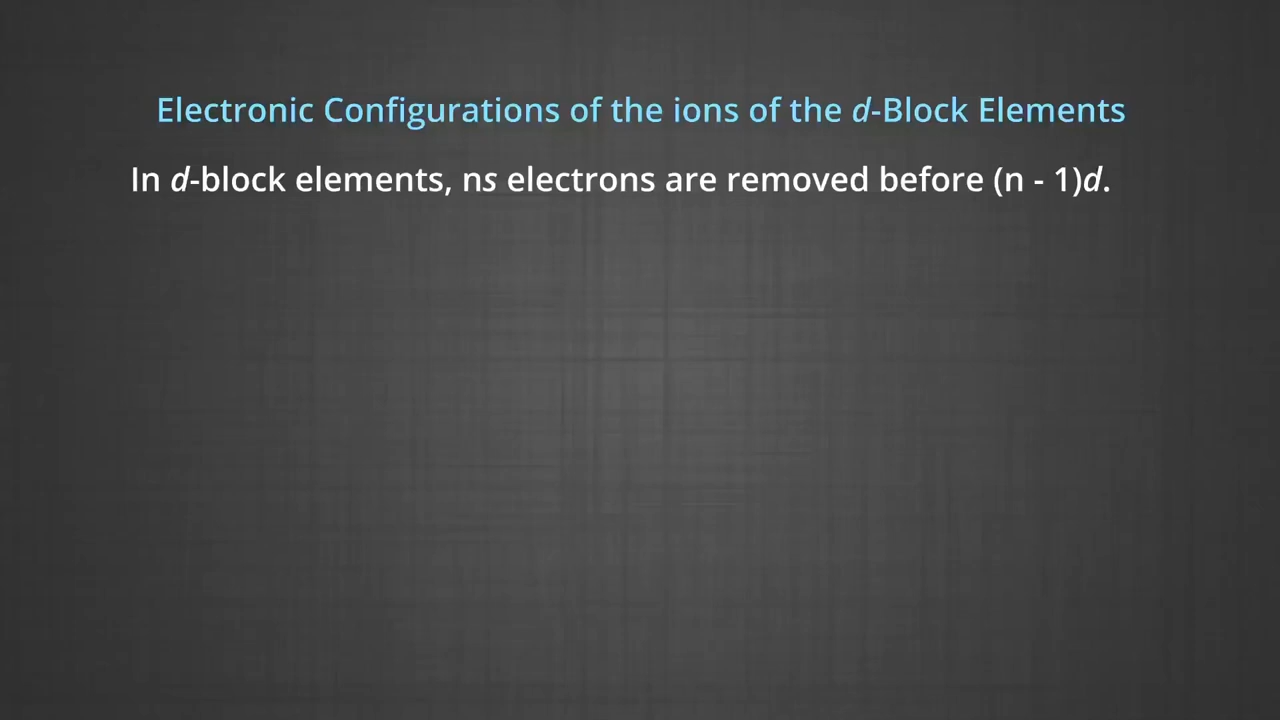 Electronic Configurations of the ions of the d-Block Elements
In d-block elements, ns electrons are removed before (n - 1)d.